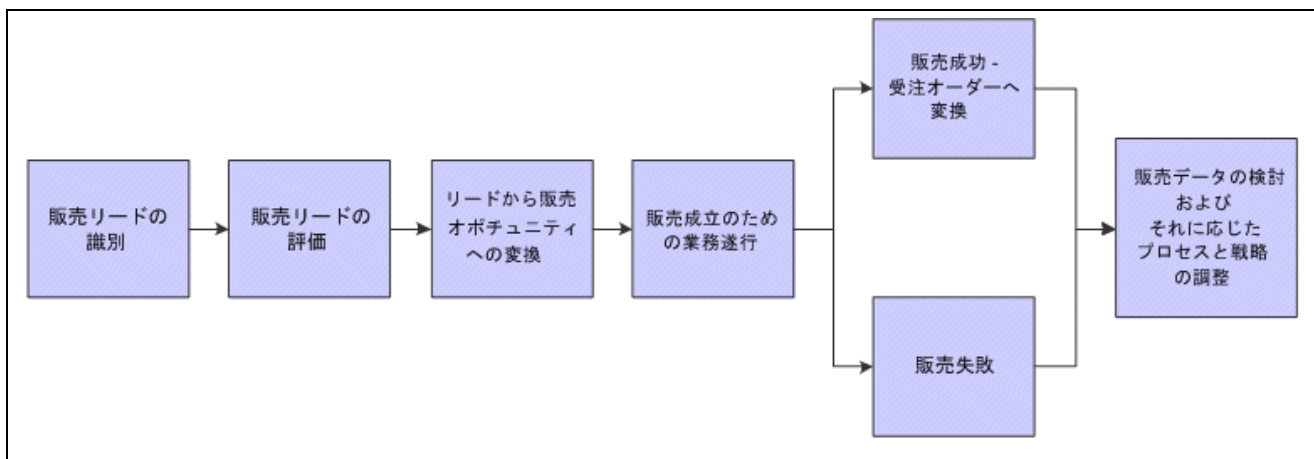 販売リードの
識別
販売リードの
評価
リードから販売
オポチュニティ
への変換
販売成立のため
の業務遂行
販売成功 -
受注オーダーへ
変換
販売失敗
販売データの検討
および
それに応じた
プロセスと戦略
の調整